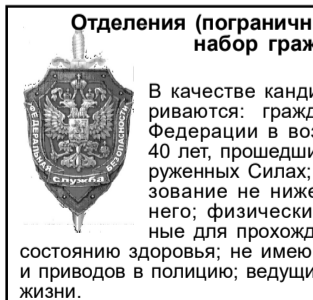 Отделения (погранич
набор граж
ФЕДЕРАЛЬНАЯ
служба
БЕЗОПАСНОСТИ
В качестве канди
риваются: гражд
Федерации в воз
40 лет, прошедши
руженных Силах;
зование не ниже
него; физически
ные для прохожд
состоянию здоровья; не имею
и приводов в полицию; ведущи
жизни.